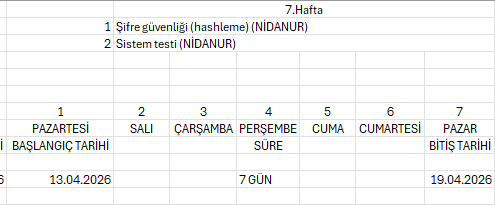 7.Hafta
1 Şifre güvenliği (hashleme) (NİDANUR)
2 Sistem testi (NİDANUR)
1 2 3 4 5 6 7
PAZARTESİ SALI ÇARŞAMBA PERŞEMBE CUMA CUMARTESİ PAZAR
BAŞLANGIÇ TARİHİ SÜRE BİTİŞ TARİHİ
13.04.2026 7 GÜN 19.04.2026